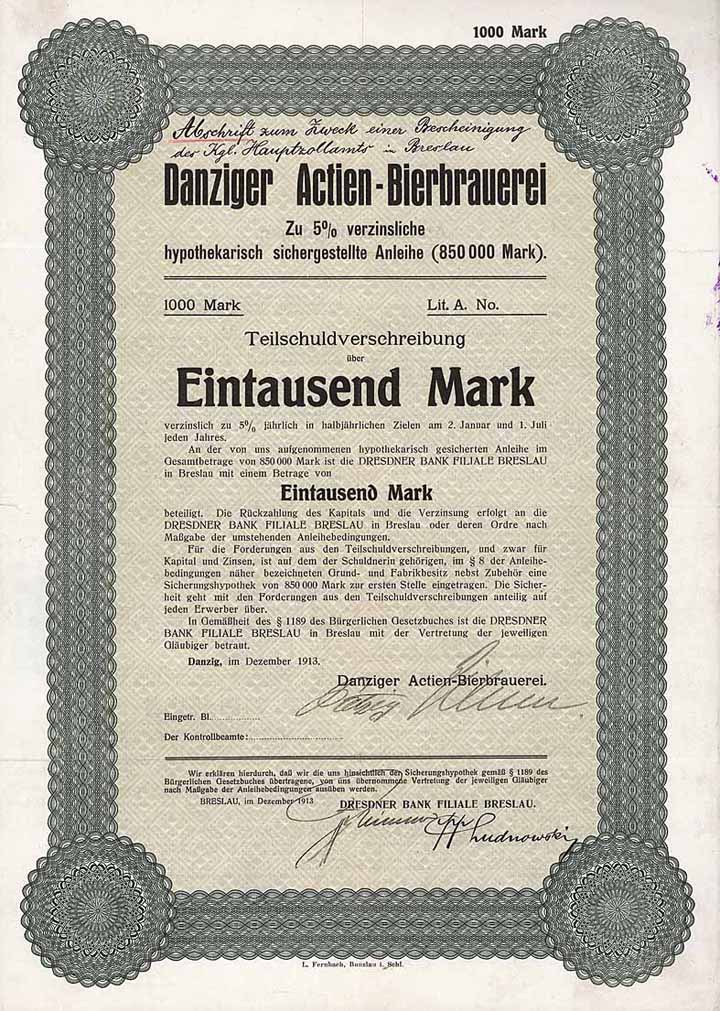 1000 Mark
Abschrift zum Zweck einer Bescheinigung
des Kgl. Hauptzollamts in Breslau
Danziger Actien-Bierbrauerei
Zu 5% verzinsliche
hypothekarisch sichergestellte Anleihe (850 000 Mark).
1000 Mark Lit. A. No.
Teilschuldverschreibung
über
Eintausend Mark
verzinslich zu 5% jährlich in halbjährlichen Zielen am 2. Januar und 1. Juli
jeden Jahres.
An der von uns aufgenommenen hypothekarisch gesicherten Anleihe im
Gesamtbetrage von 850 000 Mark ist die DRESDNER BANK FILIALE BRESLAU
in Breslau mit einem Betrage von
Eintausend Mark
beteiligt. Die Rückzahlung des Kapitals und die Verzinsung erfolgt an die
DRESDNER BANK FILIALE BRESLAU in Breslau oder deren Ordre nach
Maßgabe der umstehenden Anleihebedingungen.
Für die Forderungen aus den Teilschuldverschreibungen, und zwar für
Kapital und Zinsen, ist auf dem der Schuldnerin gehörigen, im § 8 der Anleihe-
bedingungen näher bezeichneten Grund- und Fabrikbesitz nebst Zubehör eine
Sicherungshypothek von 850 000 Mark zur ersten Stelle eingetragen. Die Sicher-
heit geht mit den Forderungen aus den Teilschuldverschreibungen anteilig auf
jeden Erwerber über.
In Gemäßheit des § 1189 des Bürgerlichen Gesetzbuches ist die DRESDNER
BANK FILIALE BRESLAU in Breslau mit der Vertretung der jeweiligen
Gläubiger betraut.
Danzig, im Dezember 1913.
Danziger Actien-Bierbrauerei.
Eingetr. Bl.
Der Kontrollbeamte:
Wir erklären hierdurch, daß wir die uns hinsichtlich der Sicherungshypothek gemäß § 1189 des
Bürgerlichen Gesetzbuches übertragene, von uns übernommene Vertretung der jeweiligen Gläubiger
nach Maßgabe der Anleihebedingungen ausüben werden.
BRESLAU, im Dezember 1913
DRESDNER BANK FILIALE BRESLAU.
L. Fernbach, Bunzlau i. Schl.